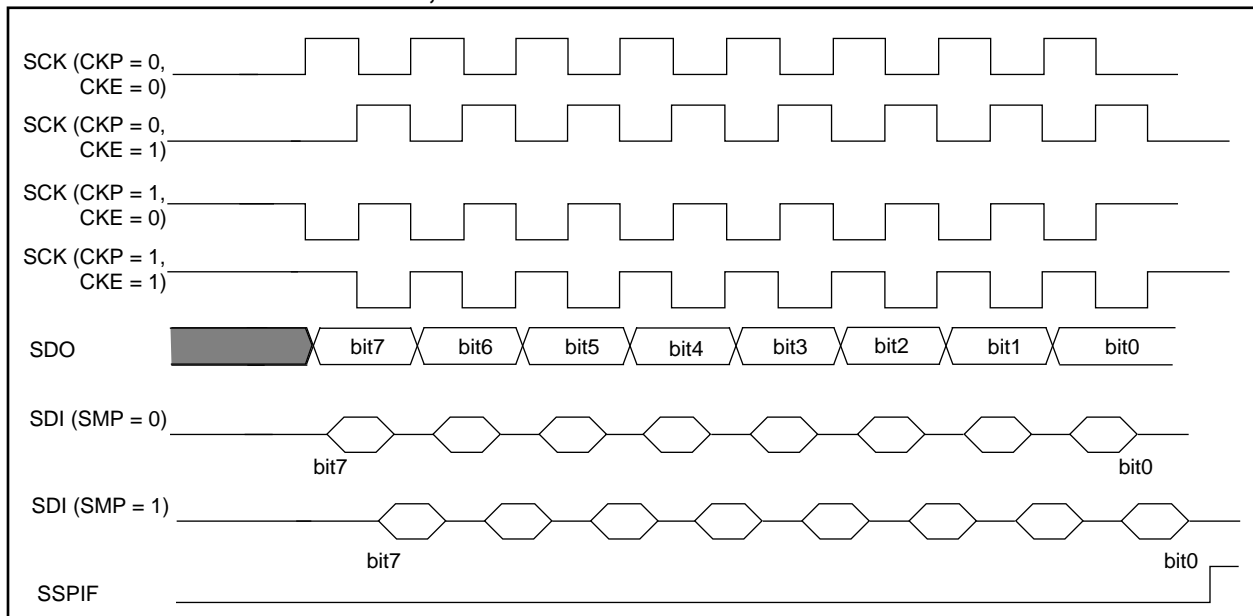 SCK (CKP = 0,
CKE = 0)
SCK (CKP = 0,
CKE = 1)
SCK (CKP = 1,
CKE = 0)
SCK (CKP = 1,
CKE = 1)
SDO bit7 bit6 bit5 bit4 bit3 bit2 bit1 bit0
SDI (SMP = 0)
bit7 bit0
SDI (SMP = 1)
bit7 bit0
SSPIF